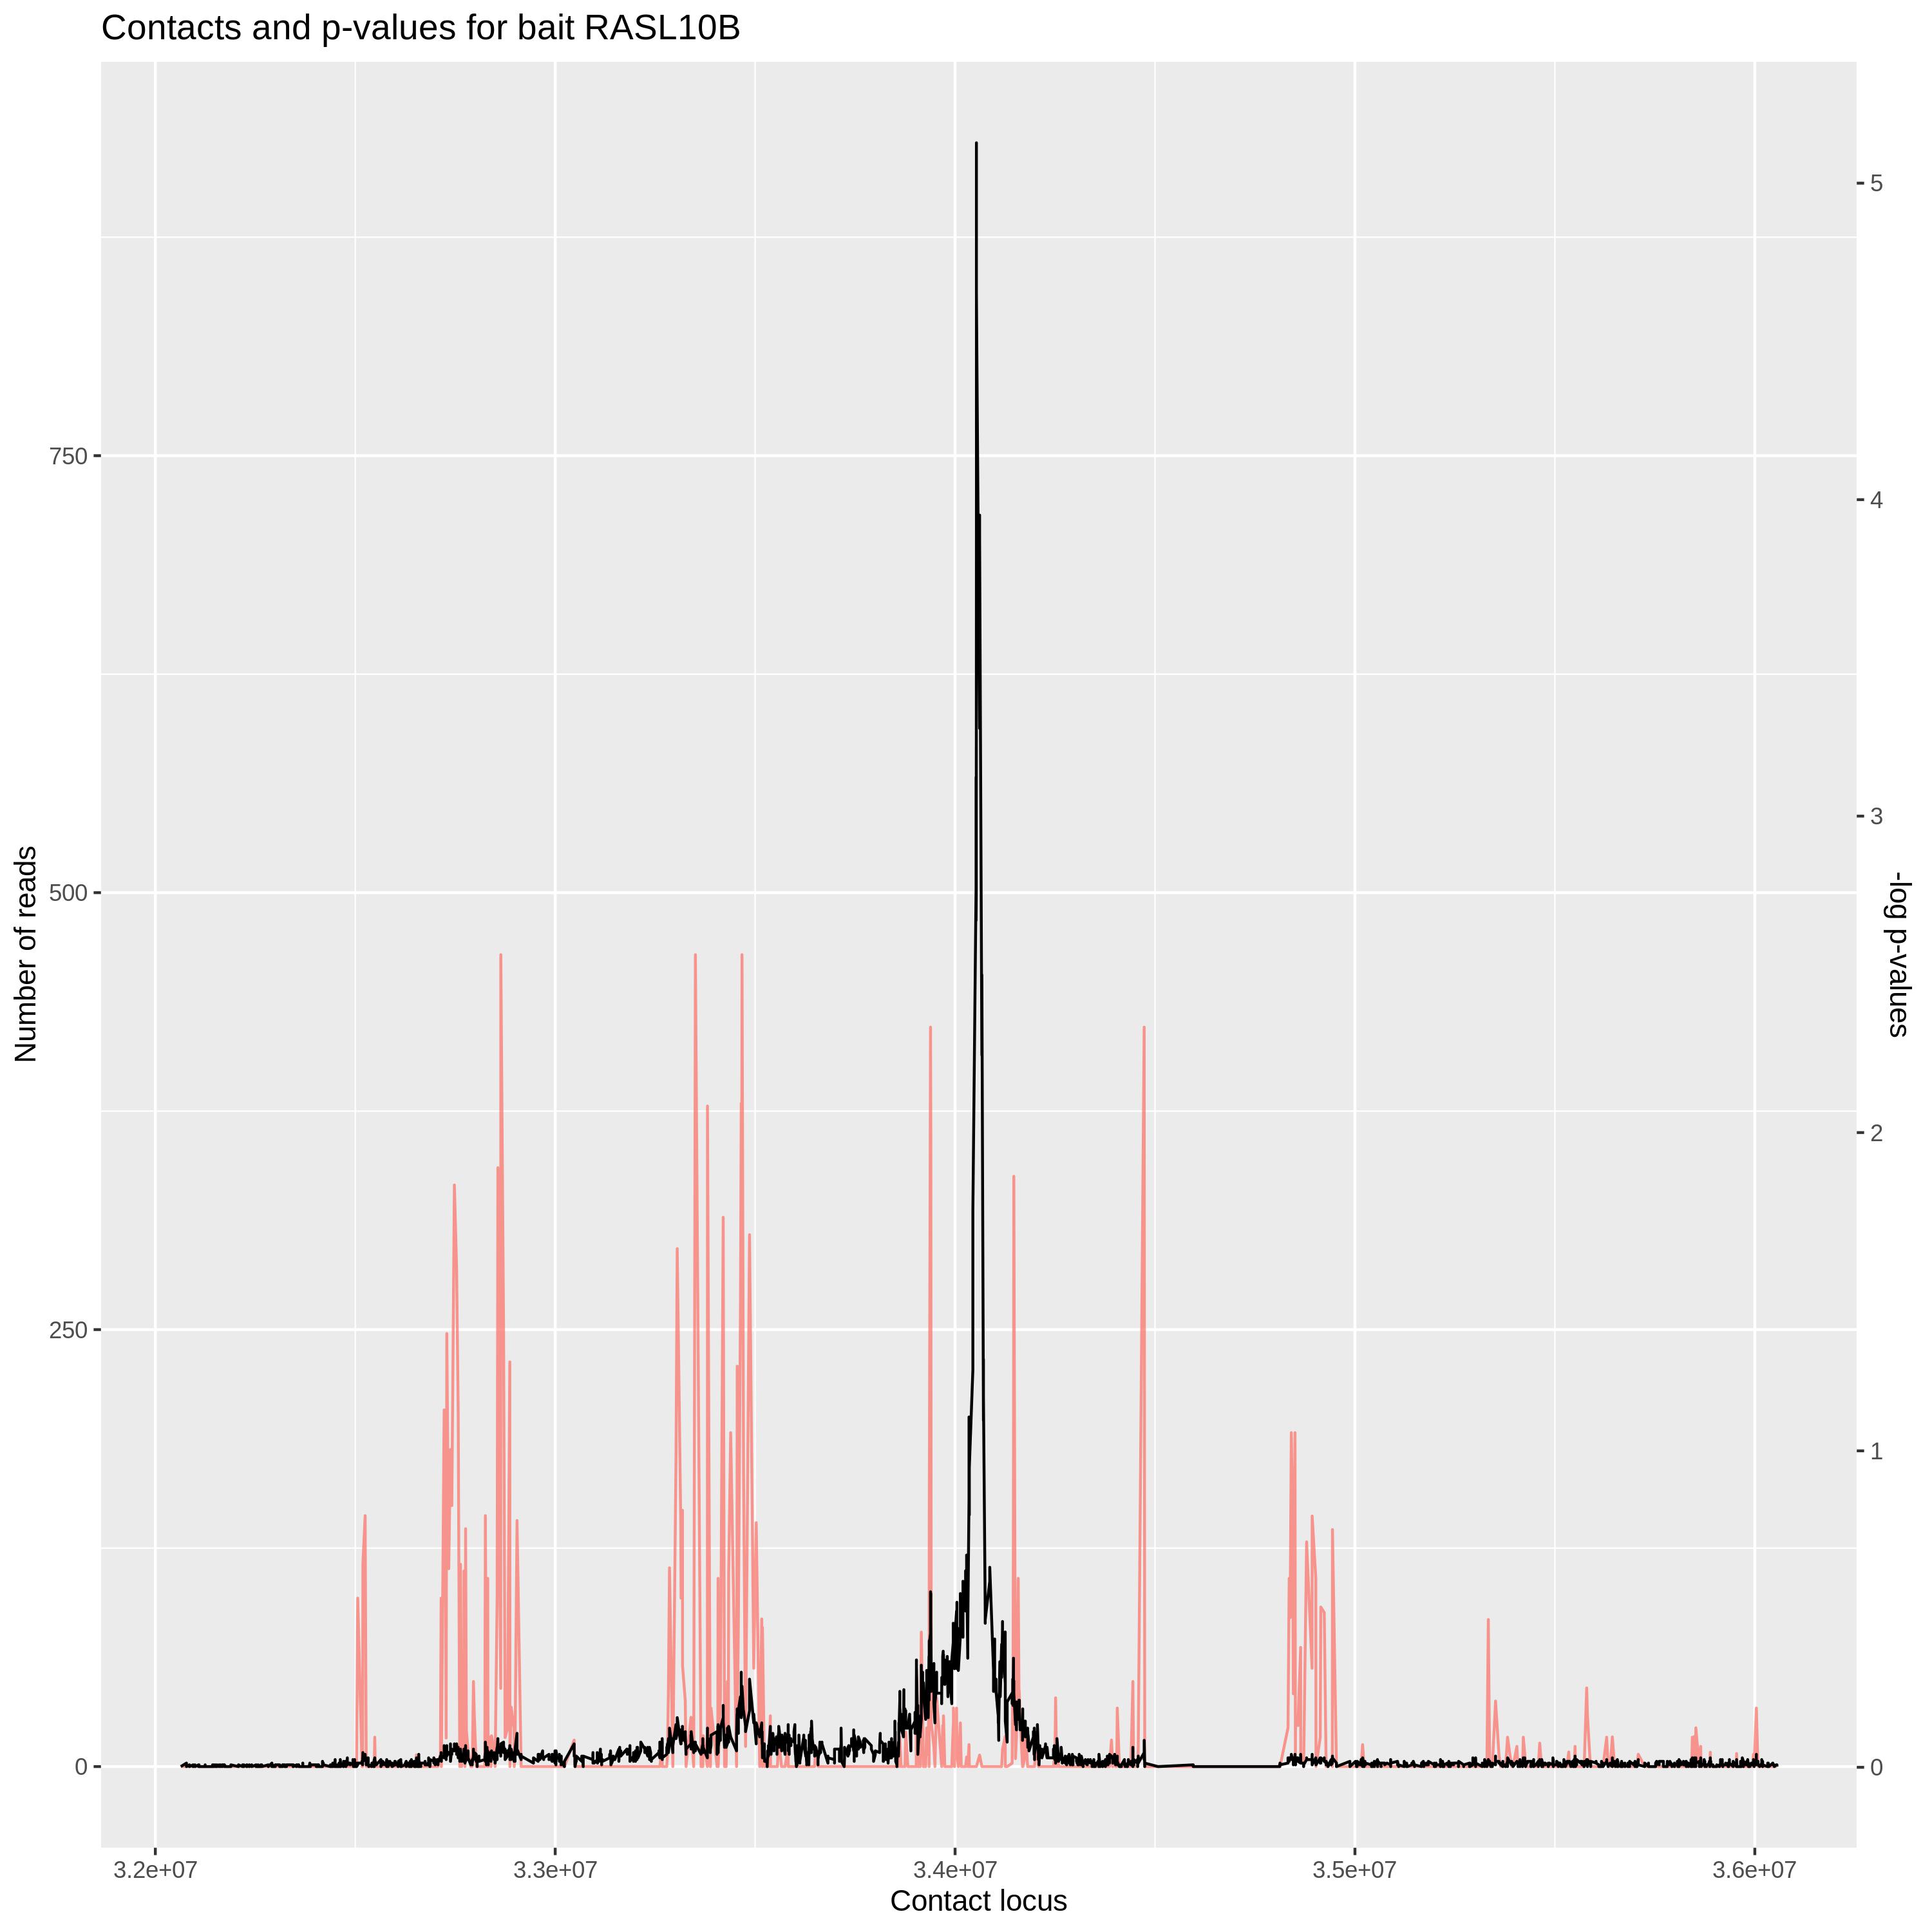 Contacts and p-values for bait RASL10B
Number of reads
750
500
250
0
5
4
3
2
1
0
-log p-values
3.2e+07
3.3e+07
3.4e+07
3.5e+07
3.6e+07
Contact locus